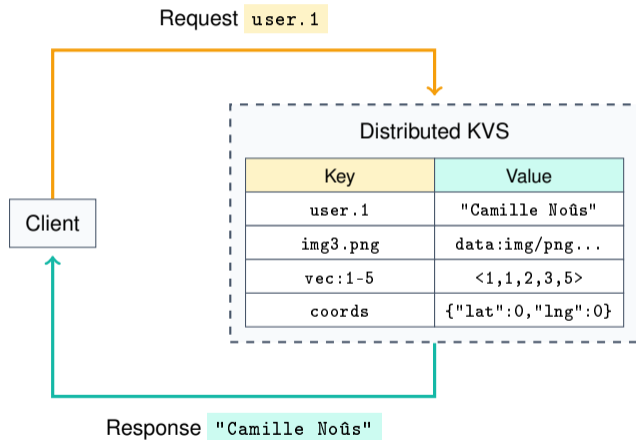 Request user.1
Distributed KVS
Key Value
user.1 "Camille Noûs"
Client
img3.png data:img/png...
vec:1-5 <1,1,2,3,5>
coords {"lat":0,"lng":0}
Response "Camille Noûs"